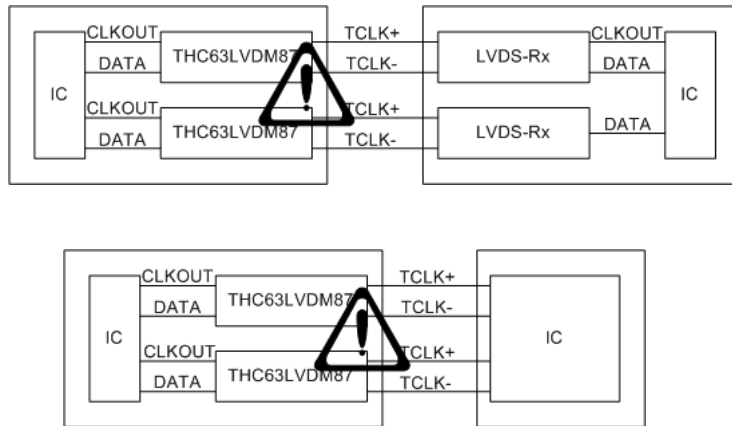 CLKOUT TCLK+ CLKOUT
THC63LVDM87 LVDS-Rx
DATA TCLK- DATA
IC IC
CLKOUT TCLK+
THC63LVDM87 LVDS-Rx DATA
DATA TCLK-
CLKOUT TCLK+
THC63LVDM87
DATA TCLK-
IC IC
CLKOUT TCLK+
THC63LVDM87
DATA TCLK-